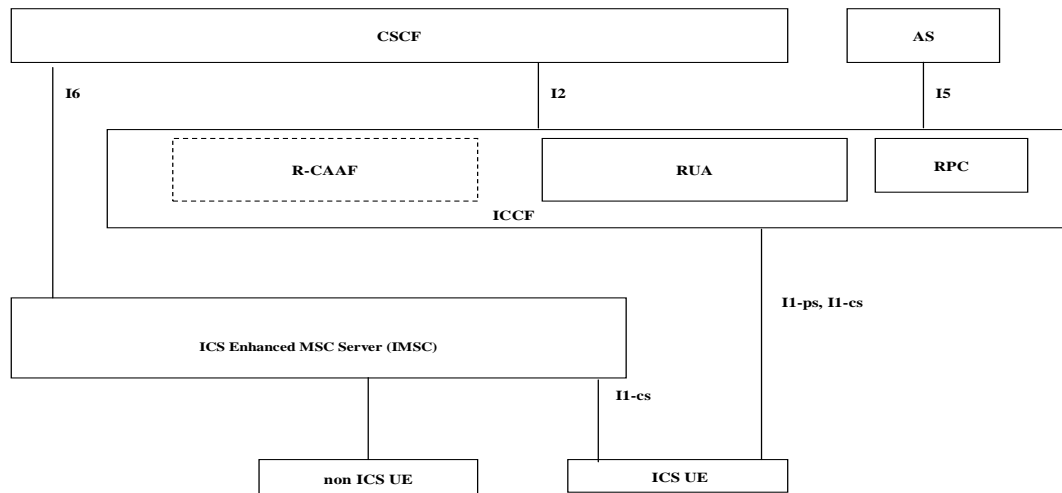 CSCF
AS
I6
I2
I5
R-CAAF
RUA
RPC
ICCF
I1-ps, I1-cs
ICS Enhanced MSC Server (IMSC)
I1-cs
non ICS UE
ICS UE